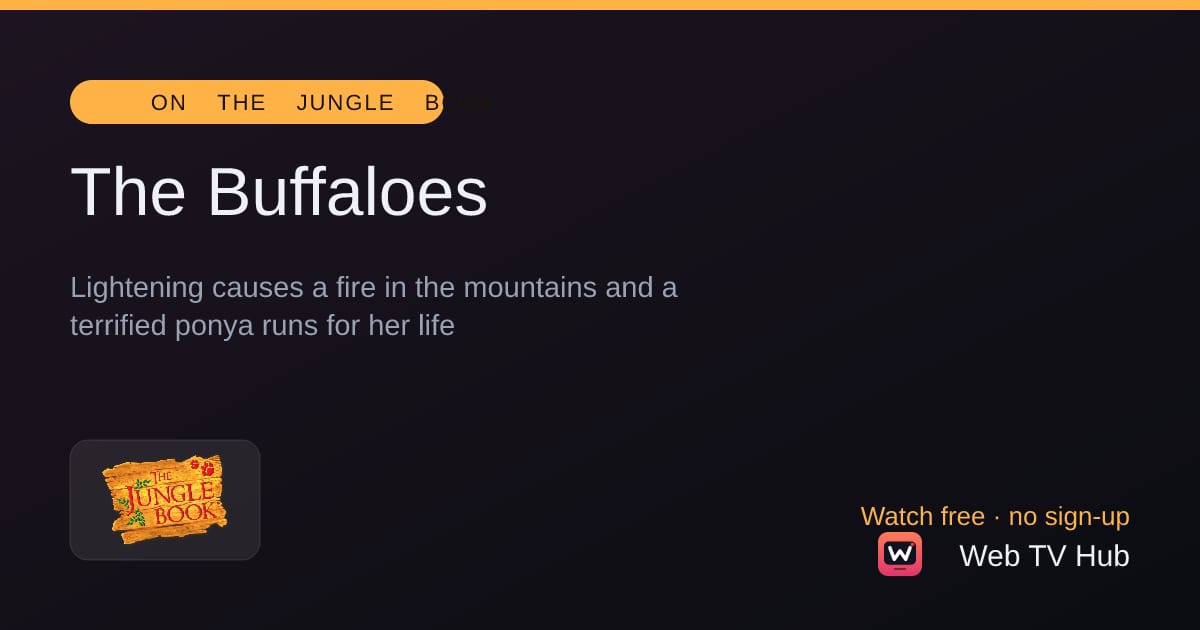 ON THE JUNGLE BOOK
The Buffaloes
Lightening causes a fire in the mountains and a
terrified ponya runs for her life
THE
JUNGLE
BOOK
Watch free · no sign-up
W
Web TV Hub